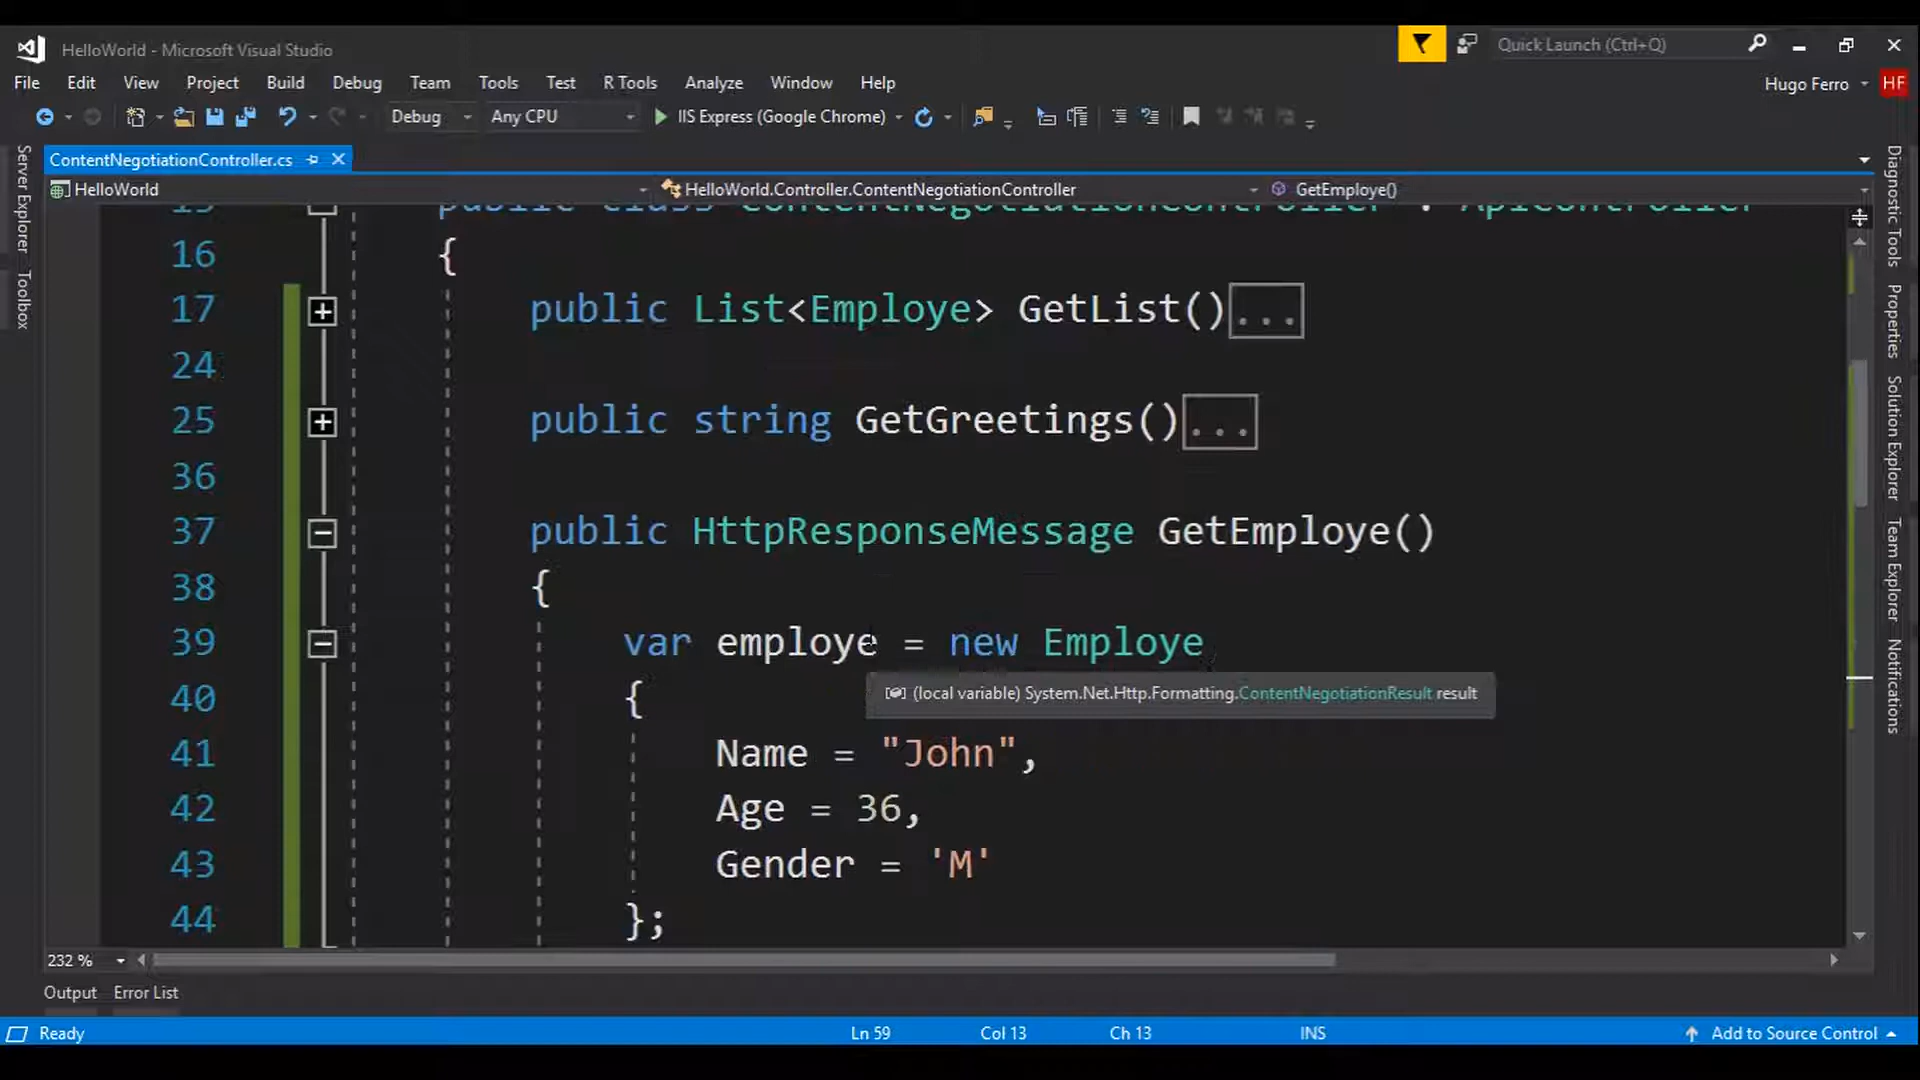 HelloWorld - Microsoft Visual Studio
Quick Launch (Ctrl+Q)
File Edit View Project Build Debug Team Tools Test R Tools Analyze Window Help
Hugo Ferro HF
Debug Any CPU IIS Express (Google Chrome)
ContentNegotiationController.cs
HelloWorld HelloWorld.Controller.ContentNegotiationController GetEmploye()
Server Explorer
Toolbox
15 public class ContentNegotiationController : ApiController
16 {
17 public List<Employe> GetList()...
24
25 public string GetGreetings()...
36
37 public HttpResponseMessage GetEmploye()
38 {
39 var employe = new Employe
(local variable) System.Net.Http.Formatting.ContentNegotiationResult result
40 {
41 Name = "John",
42 Age = 36,
43 Gender = 'M'
44 };
Diagnostic Tools
Properties
Solution Explorer
Team Explorer
Notifications
232 %
Output Error List
Ready Ln 59 Col 13 Ch 13 INS Add to Source Control